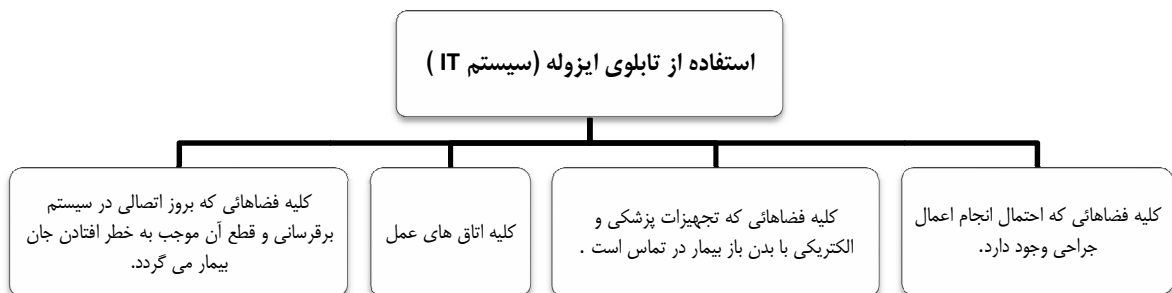 استفاده از تابلوی ایزوله (سیستم IT )
کلیه فضاهائی که احتمال انجام اعمال
جراحی وجود دارد.
کلیه فضاهائی که تجهیزات پزشکی و
الکتریکی با بدن باز بیمار در تماس است .
کلیه اتاق های عمل
کلیه فضاهائی که بروز اتصالی در سیستم
برقرسانی و قطع آن موجب به خطر افتادن جان
بیمار می گردد.